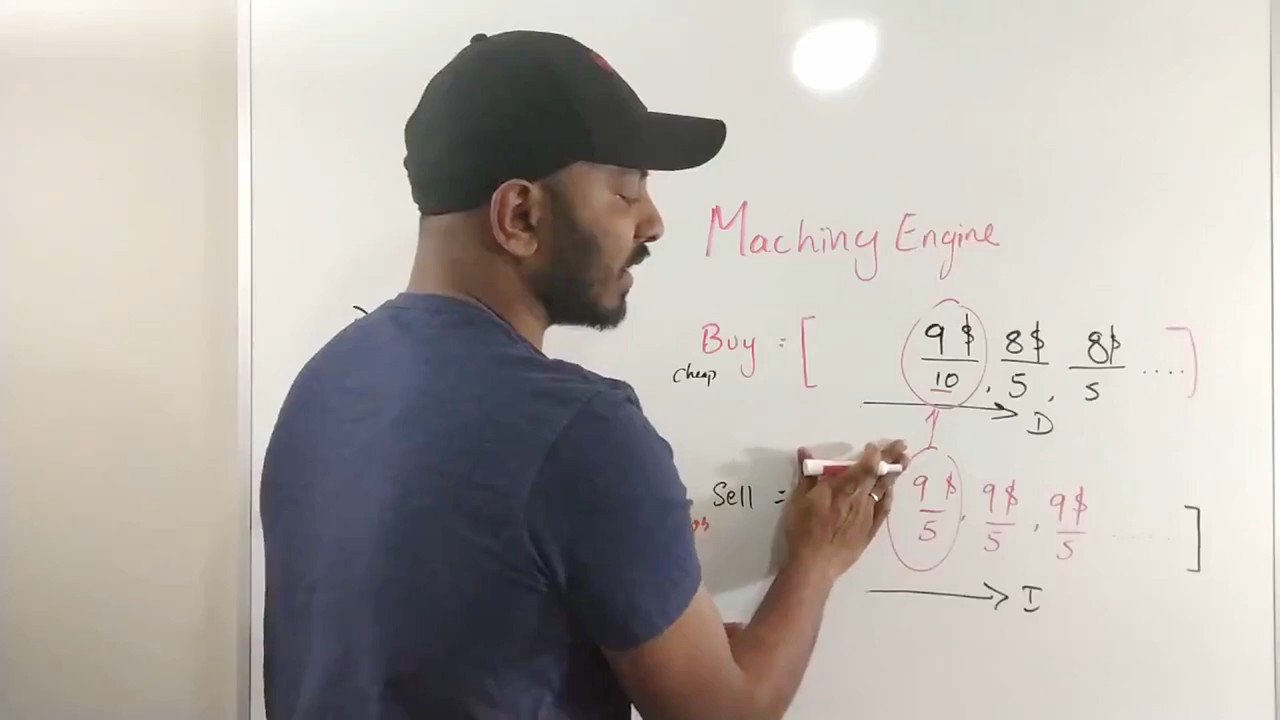 Maching Engine
Buy = [ 9$/10, 8$/5, 8$/5 .... ]
Cheap
D
Sell = 9$/5, 9$/5, 9$/5 ..... ]
I